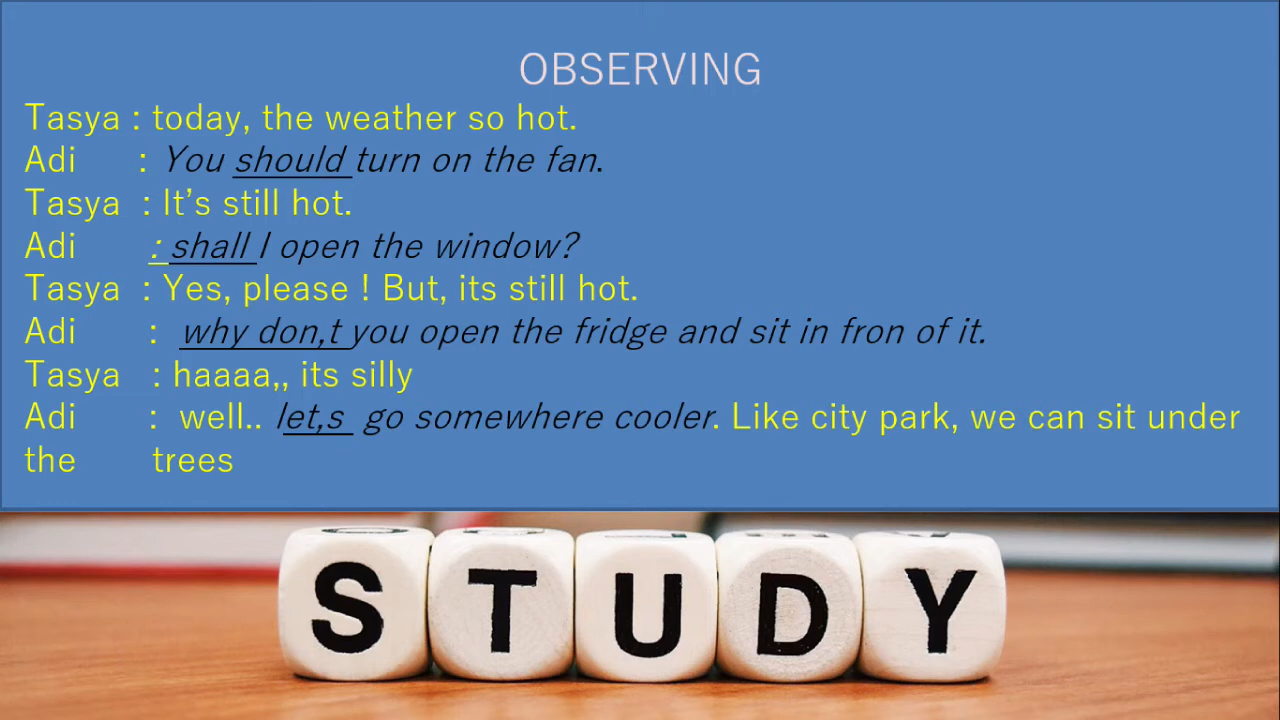 OBSERVING
Tasya : today, the weather so hot.
Adi : You should turn on the fan.
Tasya : It’s still hot.
Adi : shall I open the window?
Tasya : Yes, please ! But, its still hot.
Adi : why don,t you open the fridge and sit in fron of it.
Tasya : haaaa,, its silly
Adi : well.. let,s go somewhere cooler. Like city park, we can sit under
the trees
STUDY